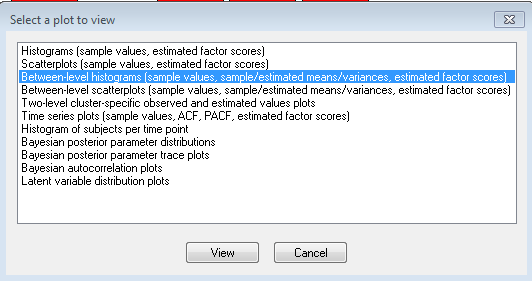 Select a plot to view
Histograms (sample values, estimated factor scores)
Scatterplots (sample values, estimated factor scores)
Between-level histograms (sample values, sample/estimated means/variances, estimated factor scores)
Between-level scatterplots (sample values, sample/estimated means/variances, estimated factor scores)
Two-level cluster-specific observed and estimated values plots
Time series plots (sample values, ACF, PACF, estimated factor scores)
Histogram of subjects per time point
Bayesian posterior parameter distributions
Bayesian posterior parameter trace plots
Bayesian autocorrelation plots
Latent variable distribution plots
View
Cancel